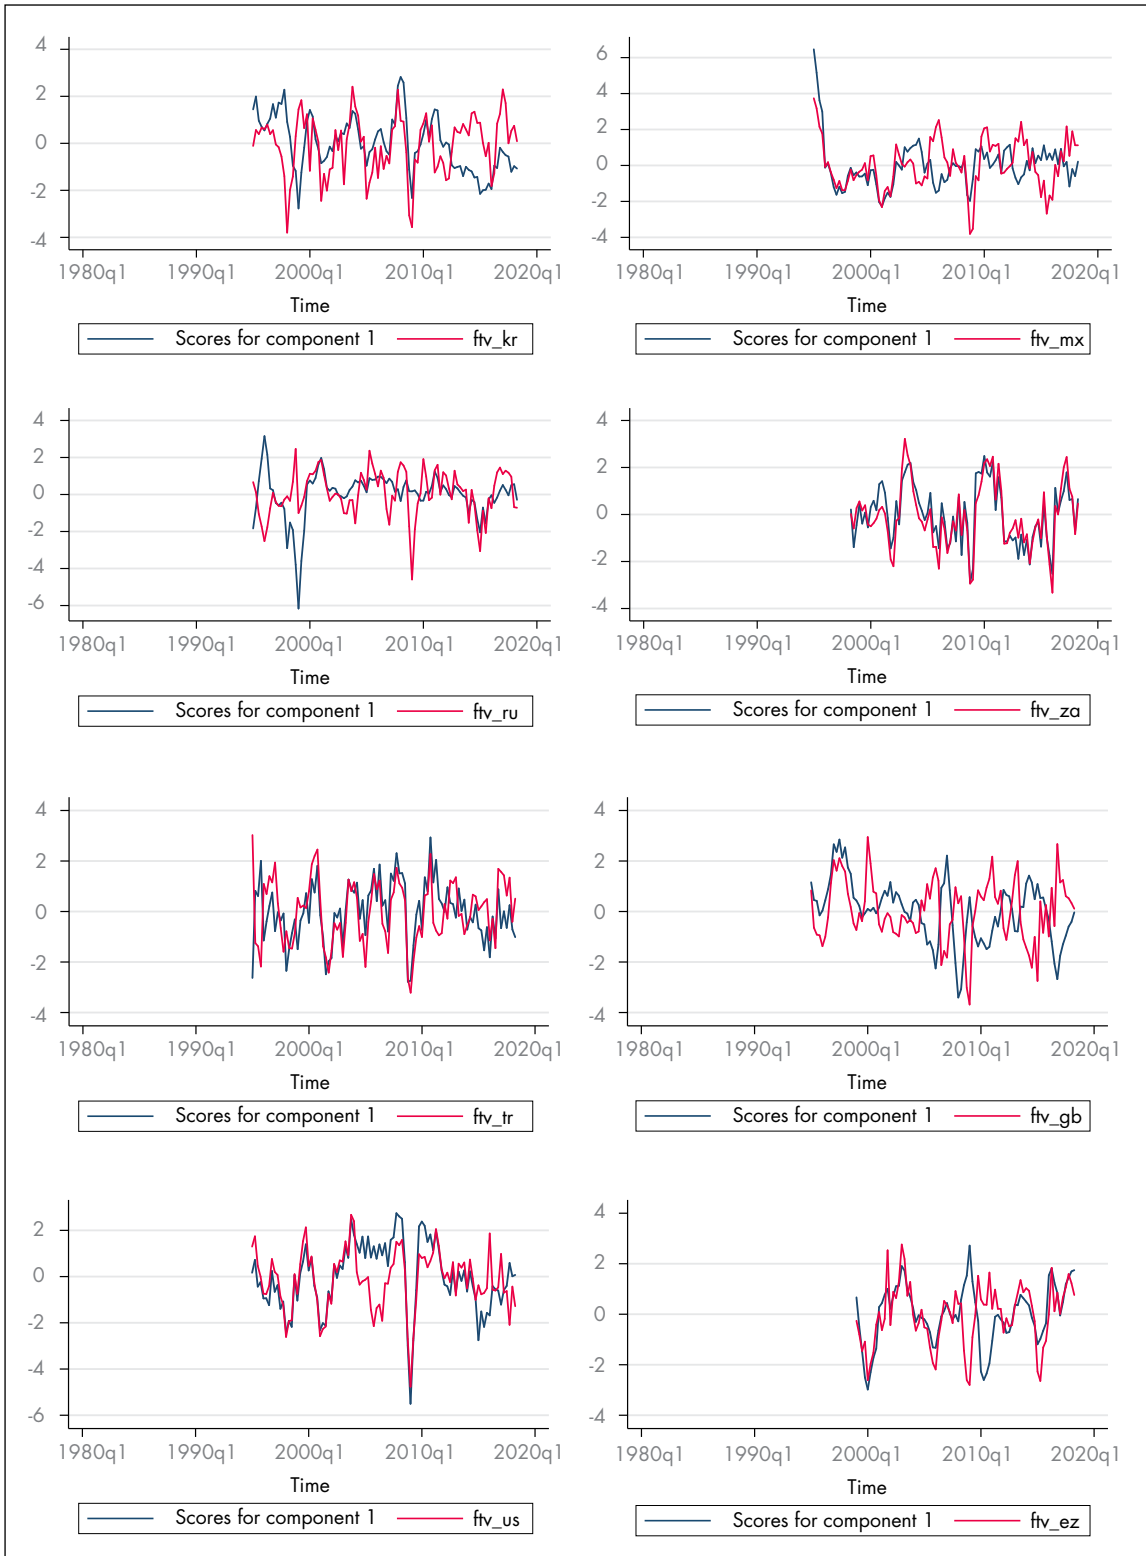 4
2
0
-2
-4
1980q1 1990q1 2000q1 2010q1 2020q1
Time
Scores for component 1 ftv_kr
6
4
2
0
-2
-4
1980q1 1990q1 2000q1 2010q1 2020q1
Time
Scores for component 1 ftv_mx
4
2
0
-2
-4
-6
1980q1 1990q1 2000q1 2010q1 2020q1
Time
Scores for component 1 ftv_ru
4
2
0
-2
-4
1980q1 1990q1 2000q1 2010q1 2020q1
Time
Scores for component 1 ftv_za
4
2
0
-2
-4
1980q1 1990q1 2000q1 2010q1 2020q1
Time
Scores for component 1 ftv_tr
4
2
0
-2
-4
1980q1 1990q1 2000q1 2010q1 2020q1
Time
Scores for component 1 ftv_gb
2
0
-2
-4
-6
1980q1 1990q1 2000q1 2010q1 2020q1
Time
Scores for component 1 ftv_us
4
2
0
-2
-4
1980q1 1990q1 2000q1 2010q1 2020q1
Time
Scores for component 1 ftv_ez